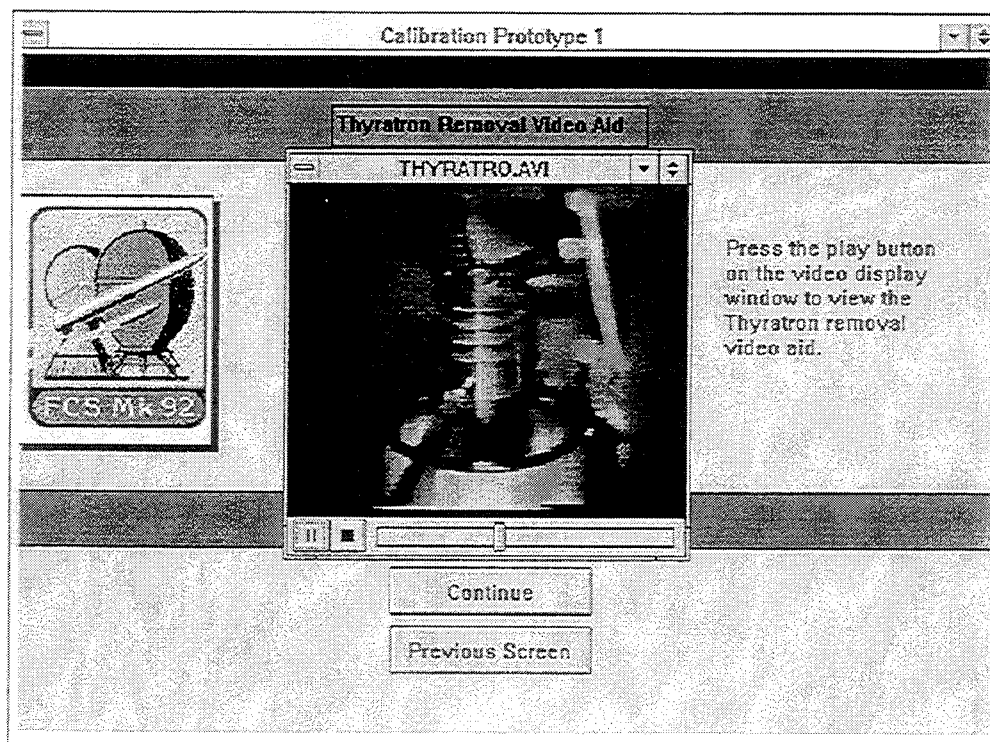 Calibration Prototype 1
Thyratron Removal Video Aid
THYRATRO.AVI
Press the play button
on the video display
window to view the
Thyratron removal
video aid.
FCS Mk 92
Continue
Previous Screen